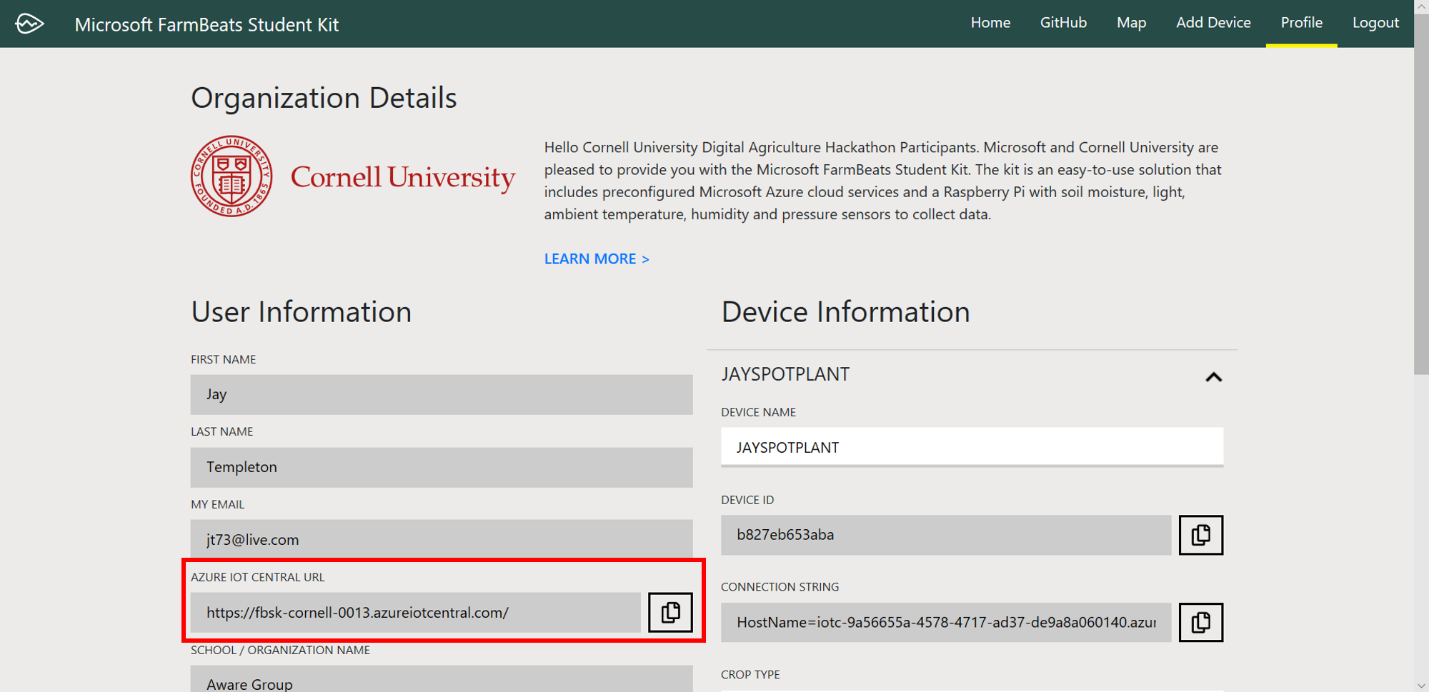 Microsoft FarmBeats Student Kit
Home GitHub Map Add Device Profile Logout
Organization Details
CORNELL UNIVERSITY
FOUNDED A.D. 1865
Cornell University
Hello Cornell University Digital Agriculture Hackathon Participants. Microsoft and Cornell University are
pleased to provide you with the Microsoft FarmBeats Student Kit. The kit is an easy-to-use solution that
includes preconfigured Microsoft Azure cloud services and a Raspberry Pi with soil moisture, light,
ambient temperature, humidity and pressure sensors to collect data.
LEARN MORE >
User Information
FIRST NAME
Jay
LAST NAME
Templeton
MY EMAIL
jt73@live.com
AZURE IOT CENTRAL URL
https://fbsk-cornell-0013.azureiotcentral.com/
SCHOOL / ORGANIZATION NAME
Aware Group
Device Information
JAYSPOTPLANT
DEVICE NAME
JAYSPOTPLANT
DEVICE ID
b827eb653aba
CONNECTION STRING
HostName=iotc-9a56655a-4578-4717-ad37-de9a8a060140.azur
CROP TYPE